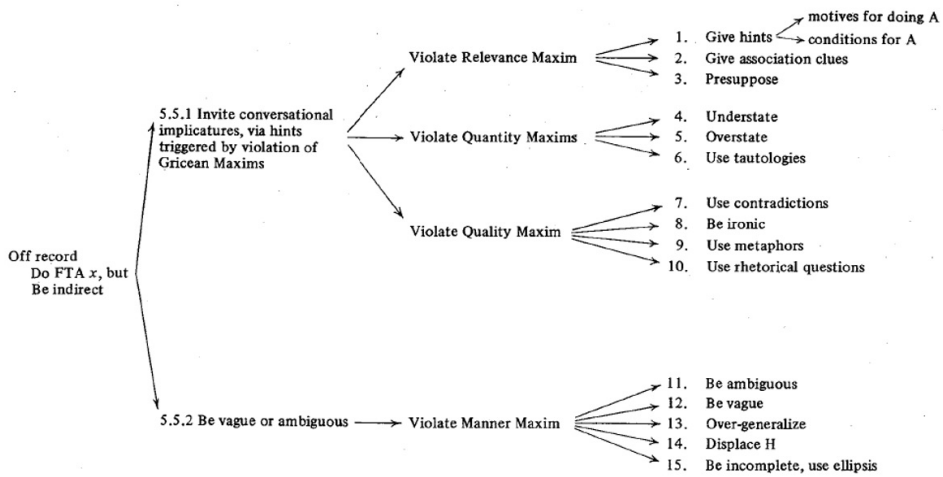 motives for doing A
1. Give hints
conditions for A
Violate Relevance Maxim
2. Give association clues
3. Presuppose
5.5.1 Invite conversational
implicatures, via hints
triggered by violation of
Gricean Maxims
4. Understate
Violate Quantity Maxims
5. Overstate
6. Use tautologies
7. Use contradictions
8. Be ironic
Violate Quality Maxim
9. Use metaphors
10. Use rhetorical questions
Off record
Do FTA x, but
Be indirect
11. Be ambiguous
12. Be vague
5.5.2 Be vague or ambiguous
Violate Manner Maxim
13. Over-generalize
14. Displace H
15. Be incomplete, use ellipsis